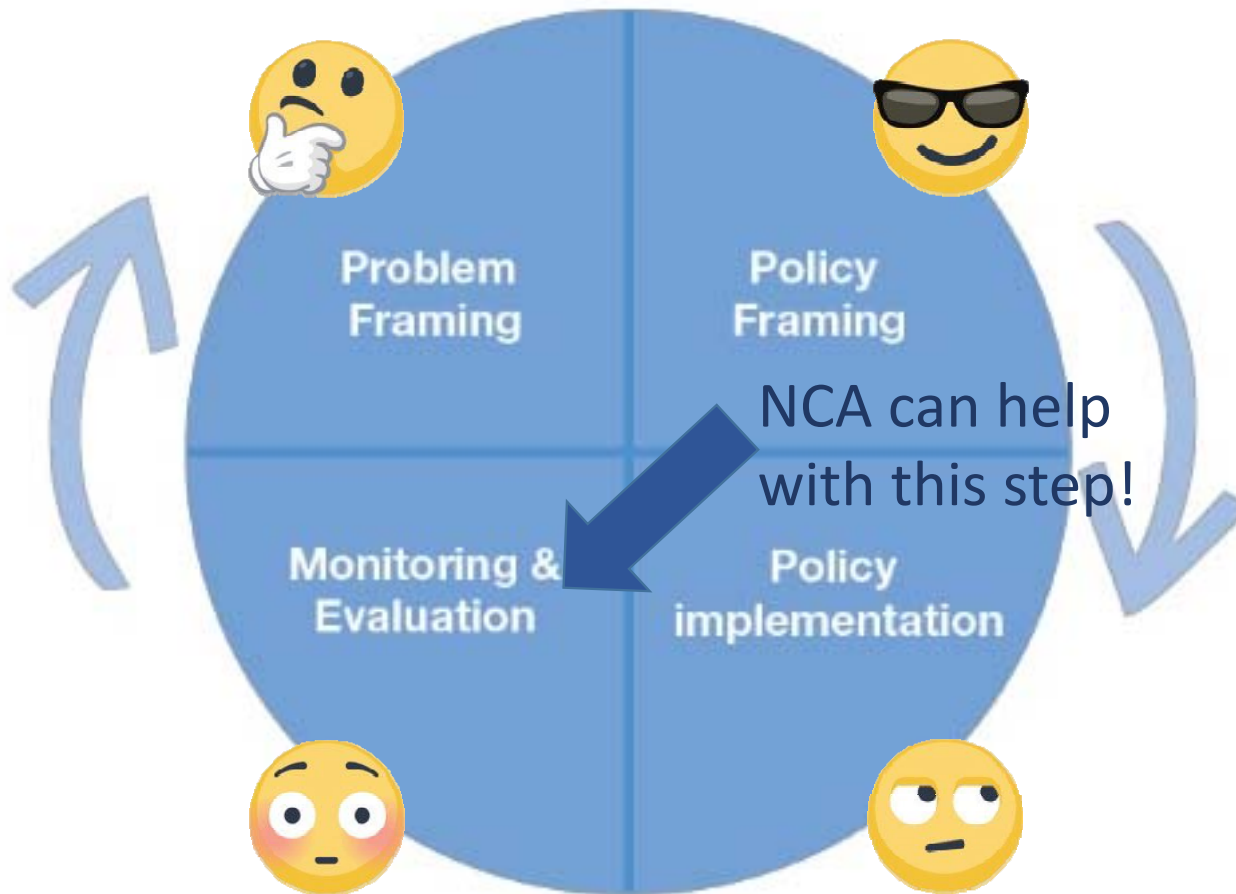 Problem
Framing
Policy
Framing
NCA can help
with this step!
Monitoring &
Evaluation
Policy
implementation